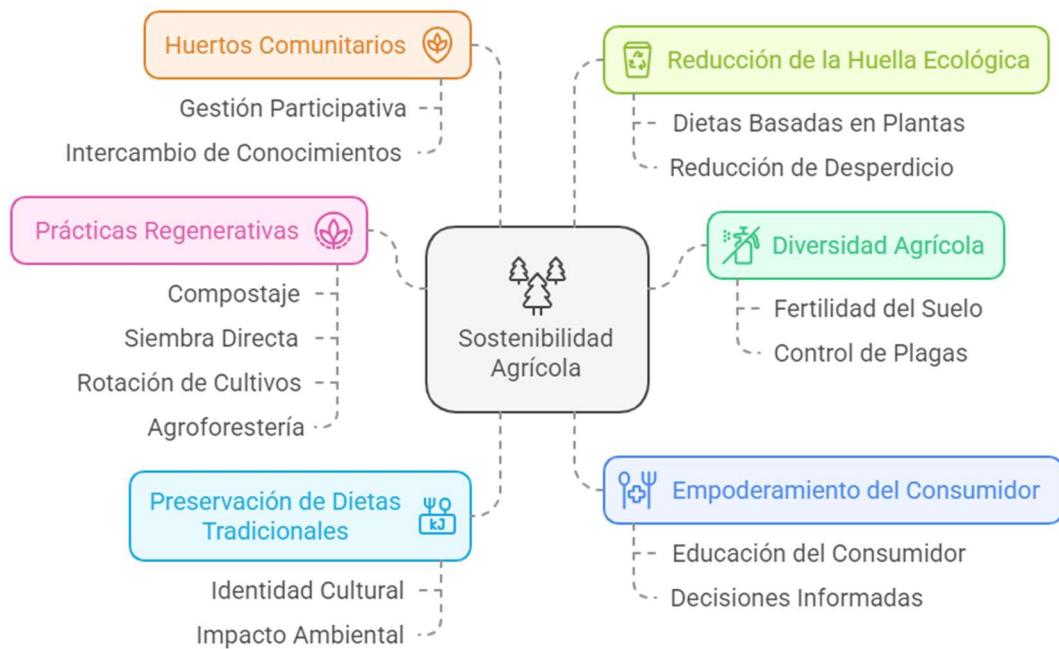 Huertos Comunitarios
Gestión Participativa
Intercambio de Conocimientos
Prácticas Regenerativas
Compostaje
Siembra Directa
Rotación de Cultivos
Agroforestería
Preservación de Dietas
Tradicionales
kJ
Identidad Cultural
Impacto Ambiental
Sostenibilidad
Agrícola
Reducción de la Huella Ecológica
Dietas Basadas en Plantas
Reducción de Desperdicio
Diversidad Agrícola
Fertilidad del Suelo
Control de Plagas
Empoderamiento del Consumidor
Educación del Consumidor
Decisiones Informadas